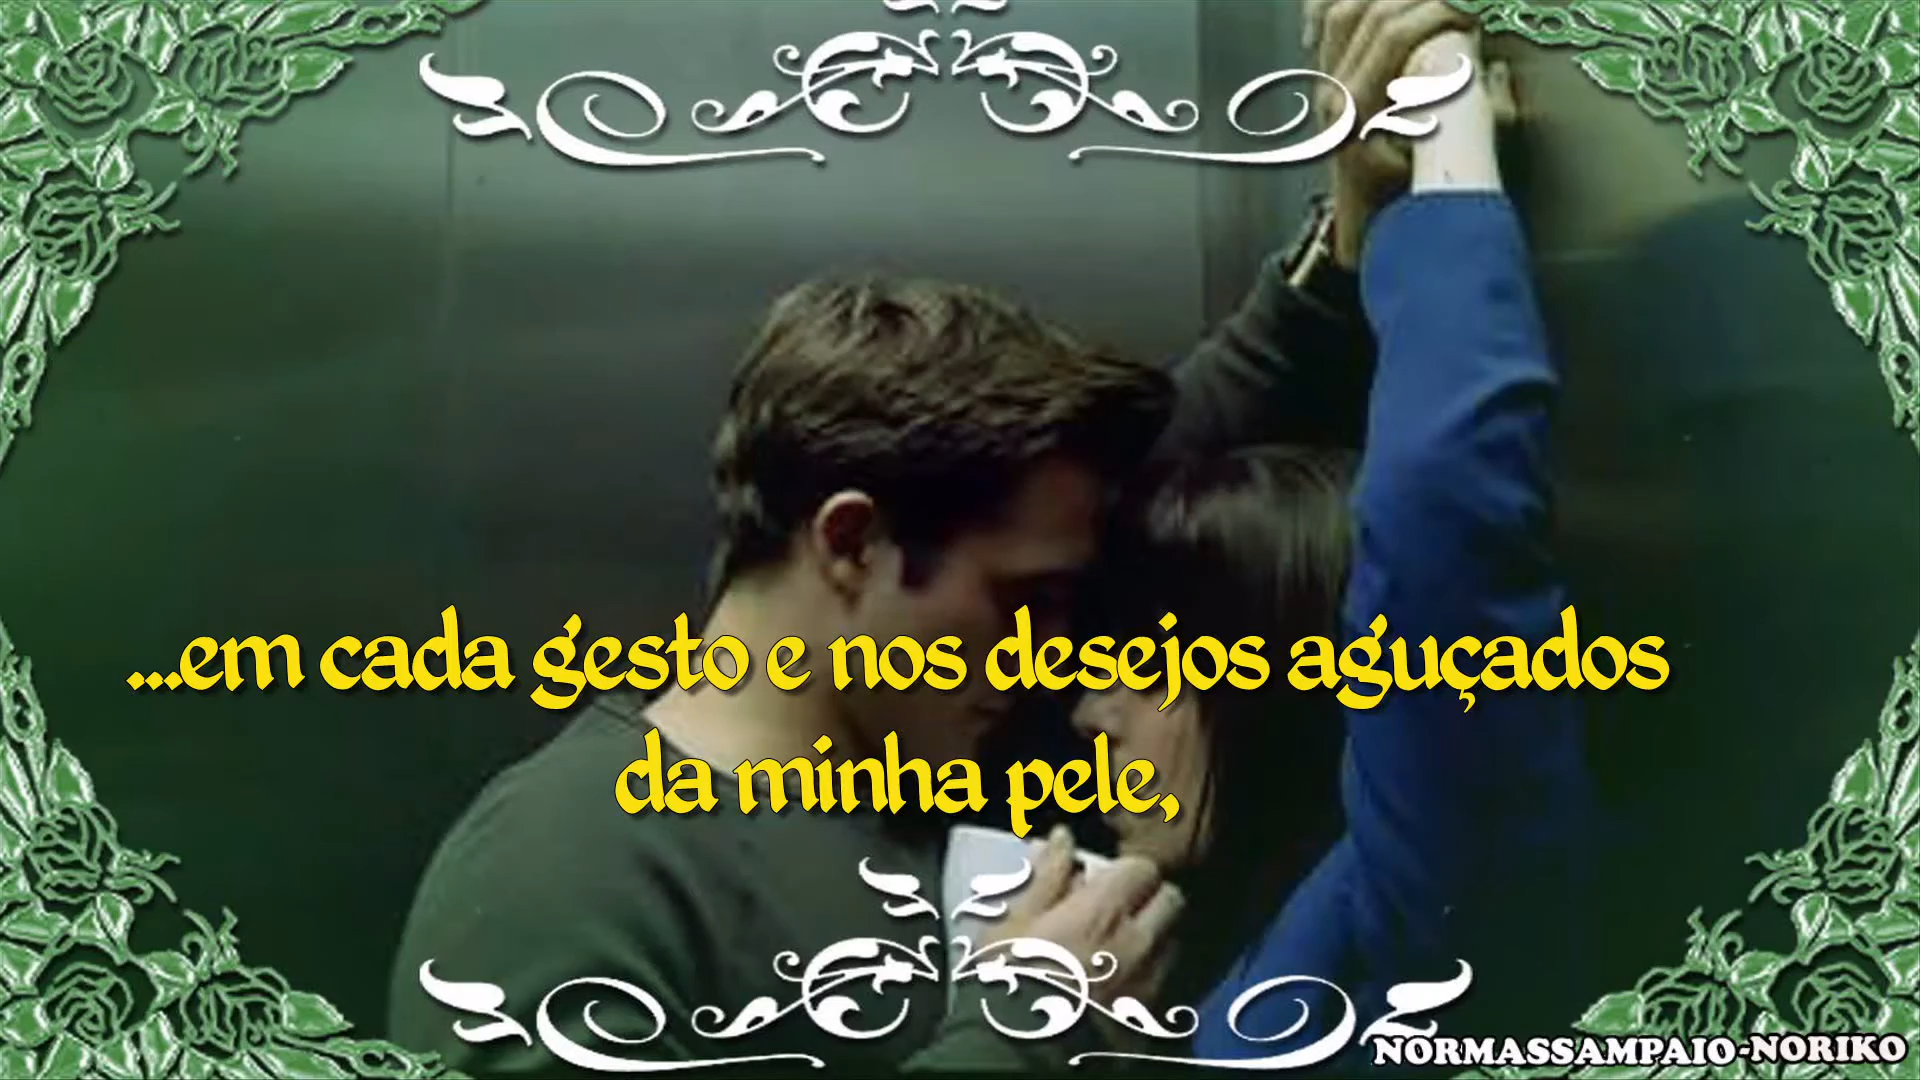 ...em cada gesto e nos desejos aguçados
da minha pele,
NORMASSAMPAIO-NORIKO